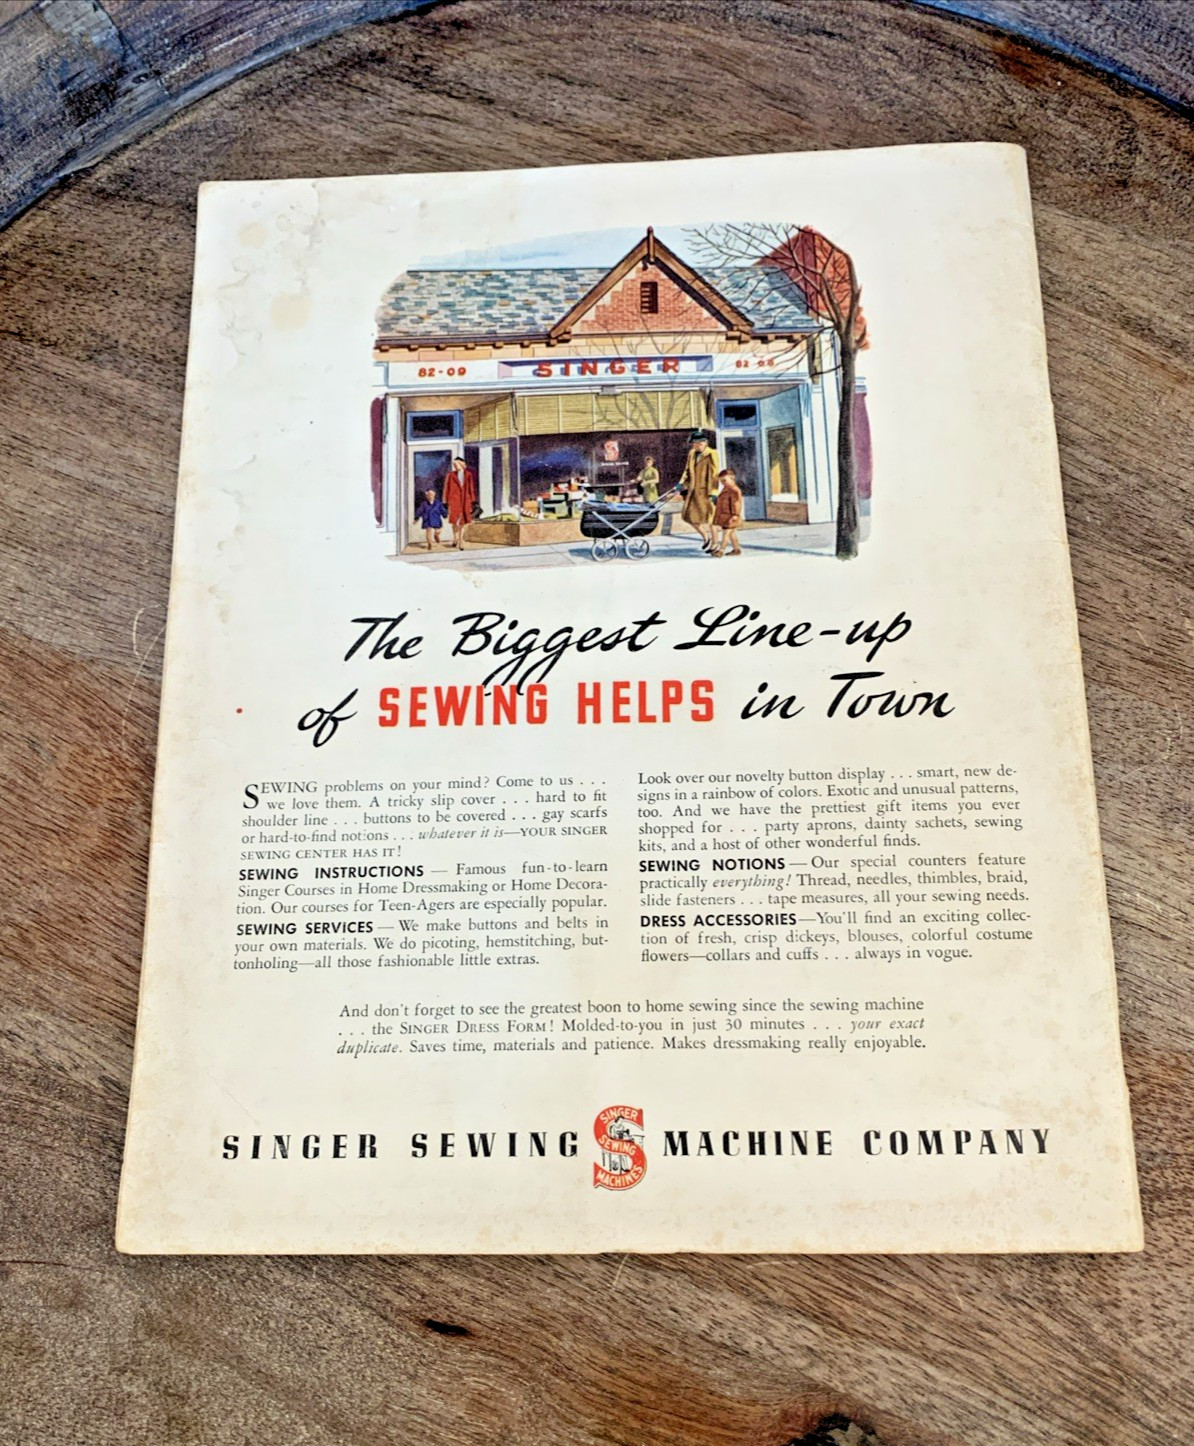 82-09 SINGER 82-09
The Biggest Line-up
of SEWING HELPS in Town
SEWING problems on your mind? Come to us . . .
we love them. A tricky slip cover . . . hard to fit
shoulder line . . . buttons to be covered . . . gay scarfs
or hard-to-find notions . . . whatever it is—YOUR SINGER
SEWING CENTER HAS IT!
SEWING INSTRUCTIONS — Famous fun-to-learn
Singer Courses in Home Dressmaking or Home Decora-
tion. Our courses for Teen-Agers are especially popular.
SEWING SERVICES — We make buttons and belts in
your own materials. We do picoting, hemstitching, but-
tonholing—all those fashionable little extras.
Look over our novelty button display . . . smart, new de-
signs in a rainbow of colors. Exotic and unusual patterns,
too. And we have the prettiest gift items you ever
shopped for . . . party aprons, dainty sachets, sewing
kits, and a host of other wonderful finds.
SEWING NOTIONS — Our special counters feature
practically everything! Thread, needles, thimbles, braid,
slide fasteners . . . tape measures, all your sewing needs.
DRESS ACCESSORIES—You'll find an exciting collec-
tion of fresh, crisp dickeys, blouses, colorful costume
flowers—collars and cuffs . . . always in vogue.
And don't forget to see the greatest boon to home sewing since the sewing machine
. . . the SINGER DRESS FORM! Molded-to-you in just 30 minutes . . . your exact
duplicate. Saves time, materials and patience. Makes dressmaking really enjoyable.
SINGER SEWING MACHINE COMPANY
SINGER
SEWING
MACHINES